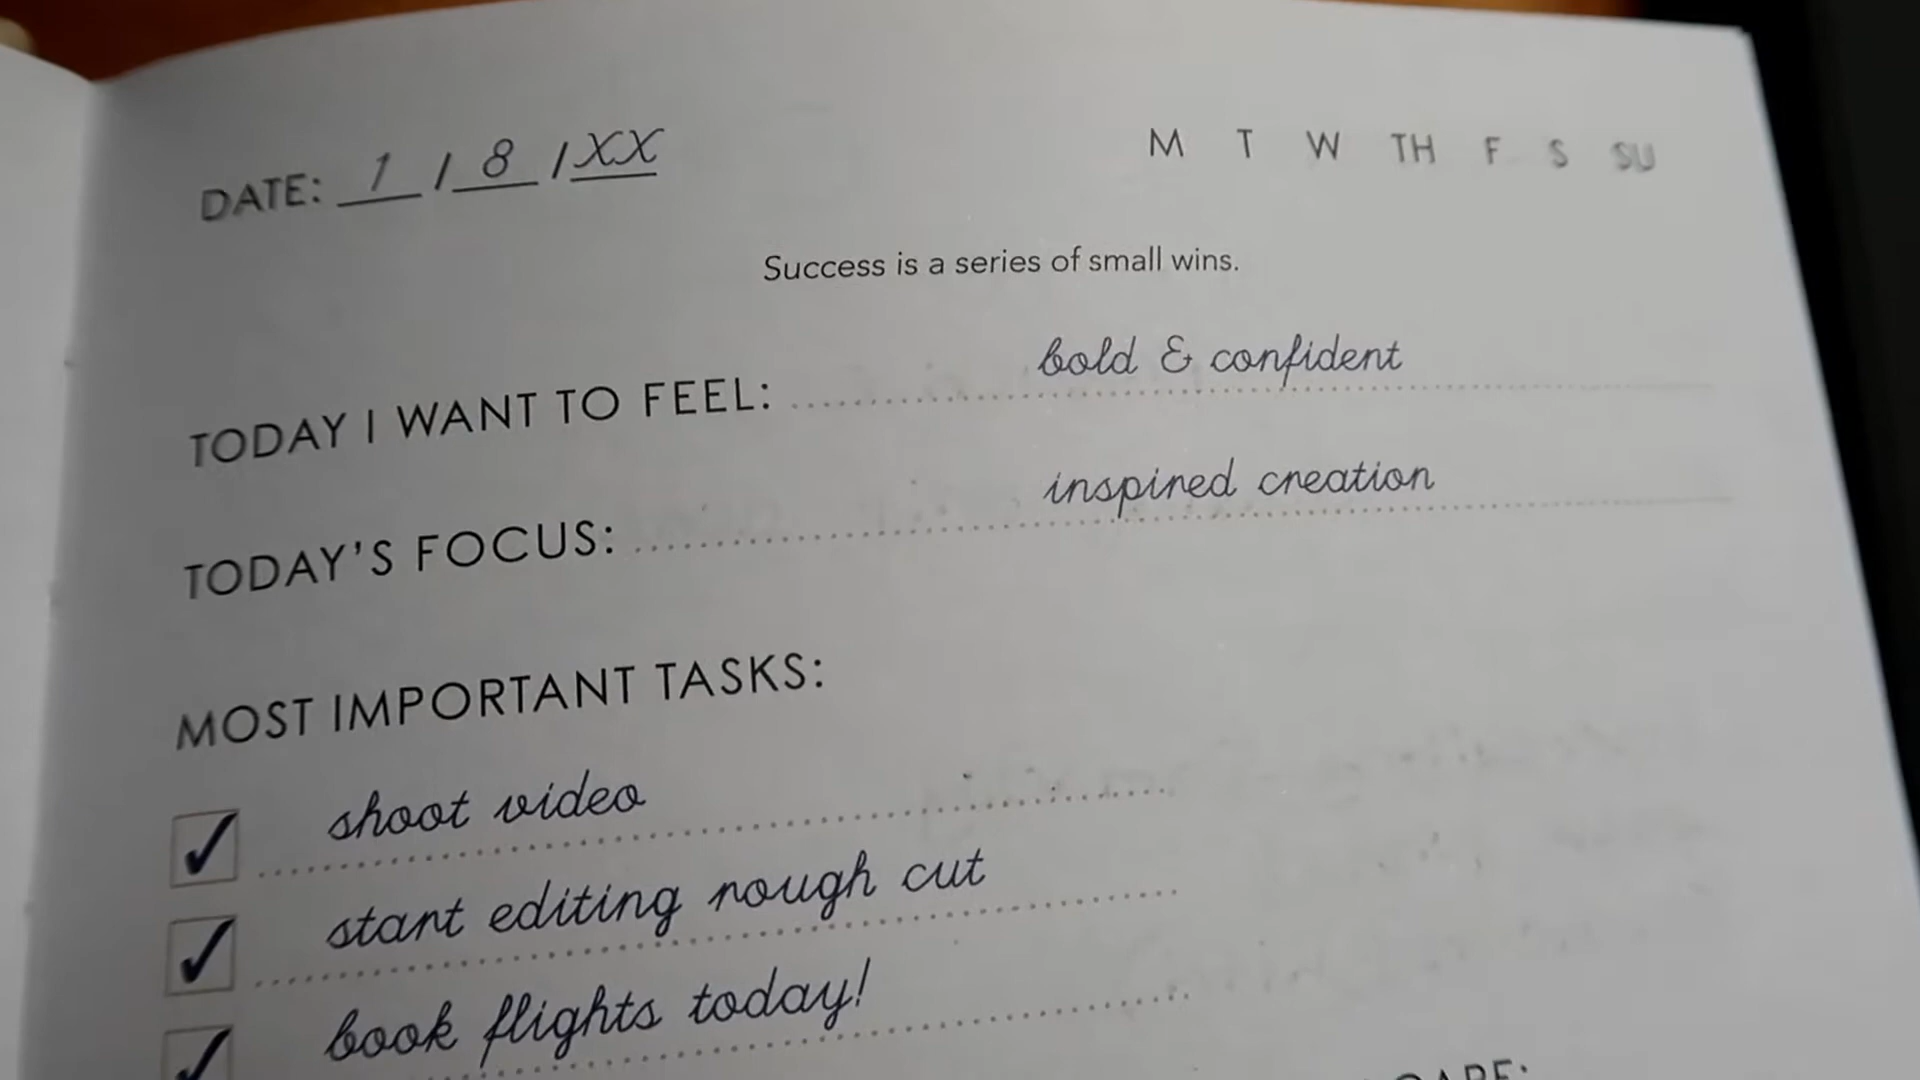 DATE: 1 / 8 / XX
M T W TH F S SU
Success is a series of small wins.
TODAY I WANT TO FEEL: bold & confident
TODAY'S FOCUS: inspired creation
MOST IMPORTANT TASKS:
✓ shoot video
✓ start editing rough cut
✓ book flights today!